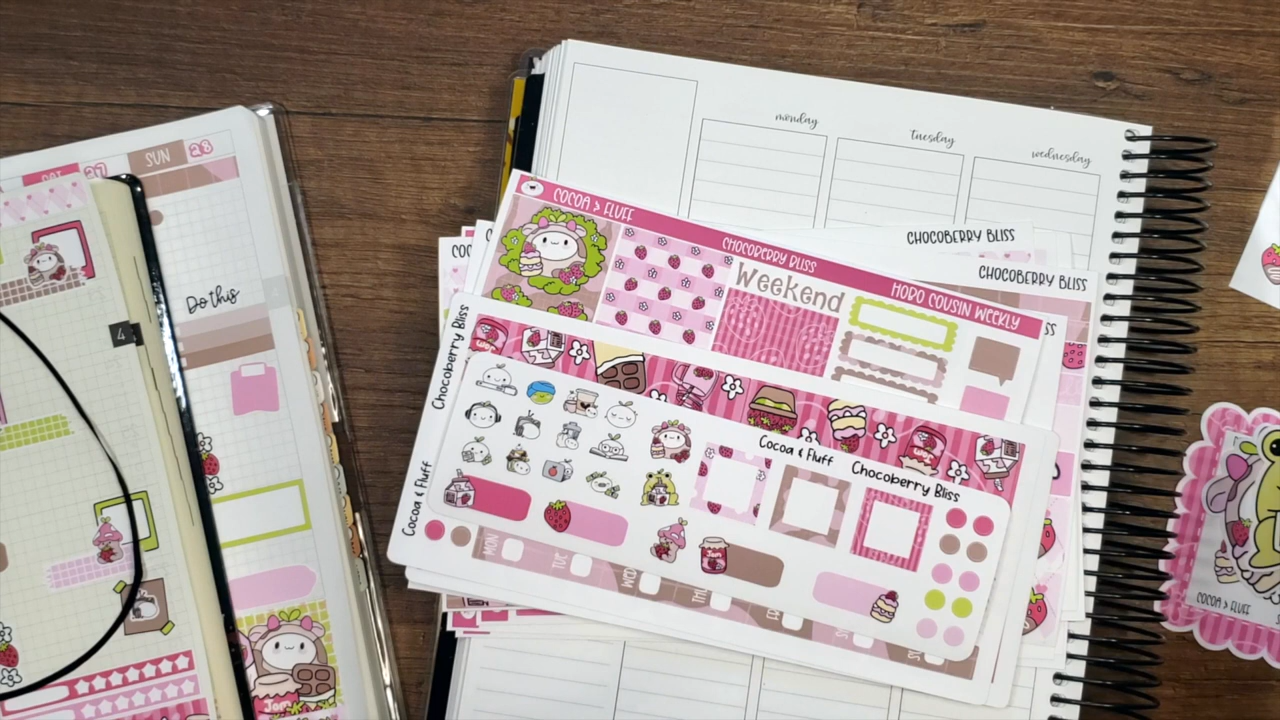 monday
tuesday
wednesday
SUN
28
27
Do this
4
CHOCOBERRY BLISS
CHOCOBERRY BLISS
COCOA & FLUFF
CHOCOBERRY BLISS
HOBO COUSIN WEEKLY
Weekend
Chocoberry Bliss
Cocoa & Fluff
Cocoa & Fluff
Chocoberry Bliss
MON
TUE
WED
Jam
Jam
COCOA & FLUFF